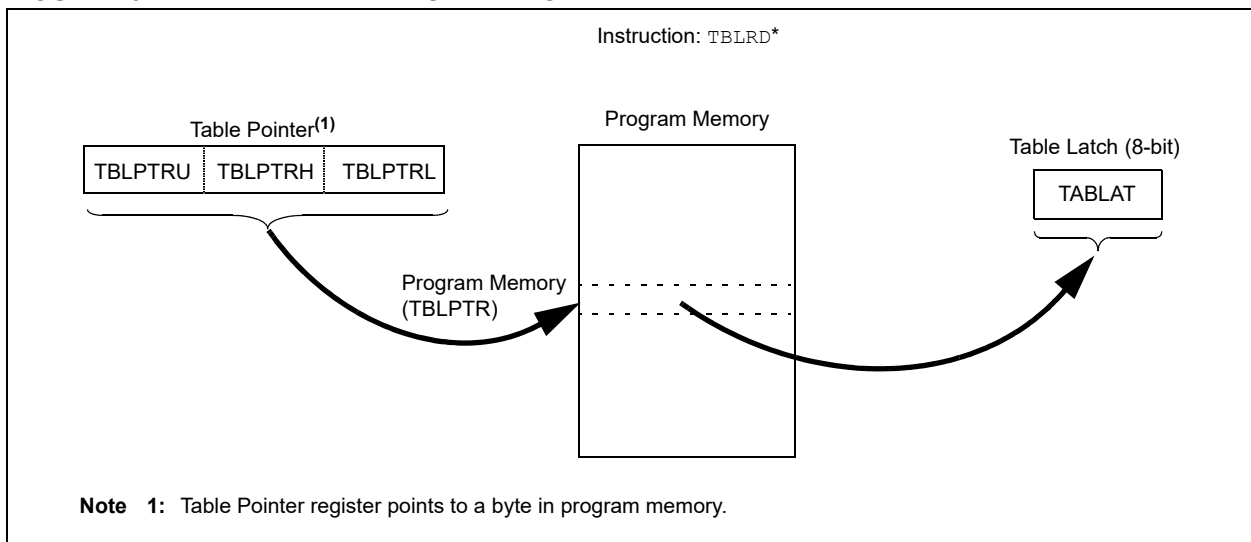 Instruction: TBLRD*
Table Pointer(1)
TBLPTRU TBLPTRH TBLPTRL
Program Memory
Table Latch (8-bit)
TABLAT
Program Memory
(TBLPTR)
Note 1: Table Pointer register points to a byte in program memory.